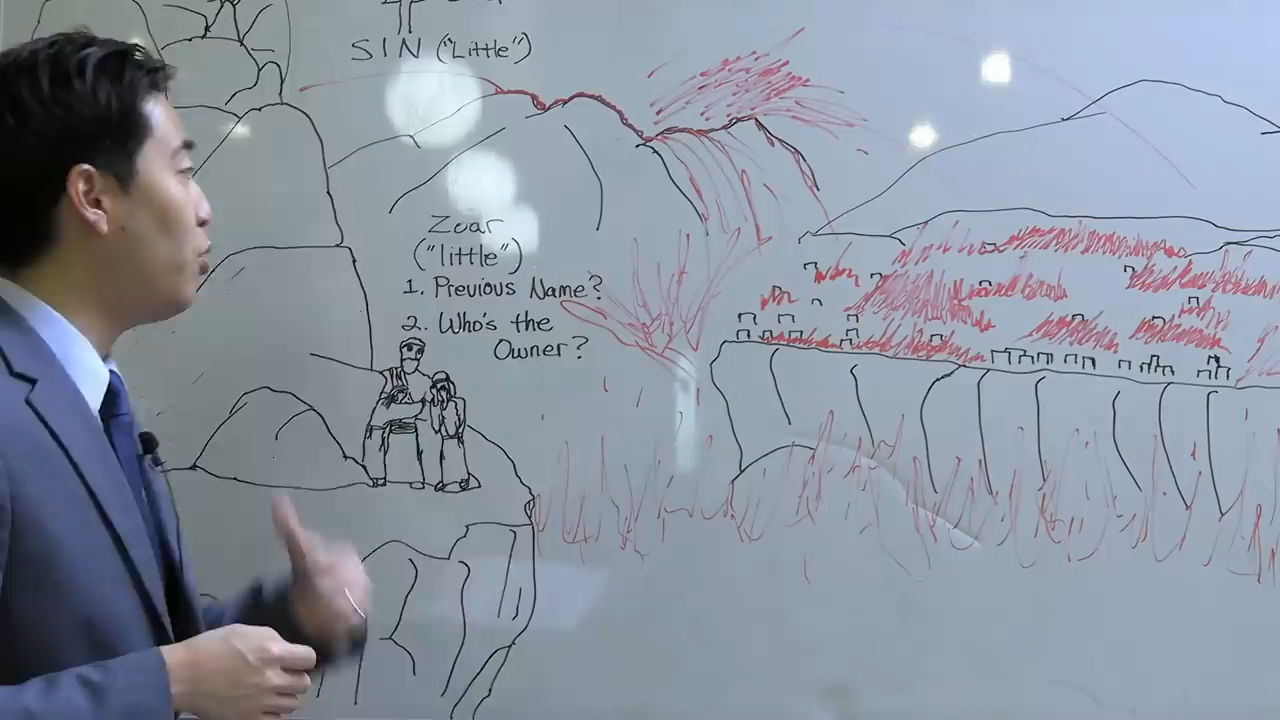 SIN ("Little")
Zoar
("little")
1. Previous Name?
2. Who's the
Owner?